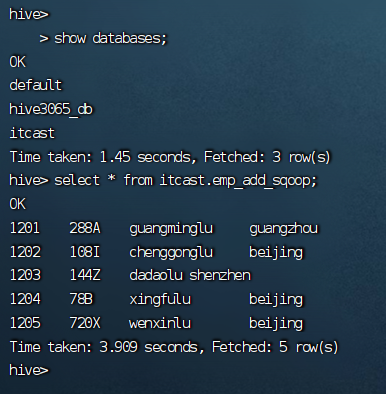 hive>
    > show databases;
OK
default
hive3065_db
itcast
Time taken: 1.45 seconds, Fetched: 3 row(s)
hive> select * from itcast.emp_add_sqoop;
OK
1201    288A    guangminglu     guangzhou
1202    108I    chenggonglu     beijing
1203    144Z    dadaolu shenzhen
1204    78B     xingfulu        beijing
1205    720X    wenxinlu        beijing
Time taken: 3.909 seconds, Fetched: 5 row(s)
hive>